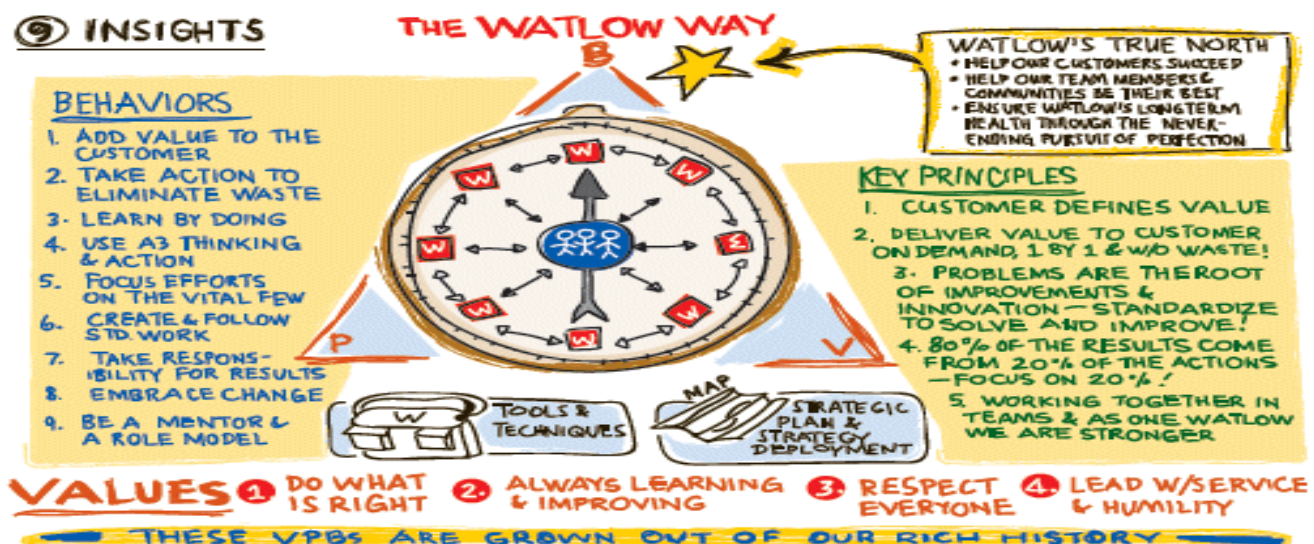 9 INSIGHTS
THE WATLOW WAY
B
WATLOW'S TRUE NORTH
• HELP OUR CUSTOMERS SUCCEED
• HELP OUR TEAM MEMBERS &
COMMUNITIES BE THEIR BEST
• ENSURE WATLOW'S LONGTERM
HEALTH THROUGH THE NEVER-
ENDING PURSUIT OF PERFECTION
BEHAVIORS
1. ADD VALUE TO THE
CUSTOMER
2. TAKE ACTION TO
ELIMINATE WASTE
3. LEARN BY DOING
4. USE A3 THINKING
& ACTION
5. FOCUS EFFORTS
ON THE VITAL FEW
6. CREATE & FOLLOW
STD. WORK
7. TAKE RESPONS-
IBILITY FOR RESULTS
8. EMBRACE CHANGE
9. BE A MENTOR &
A ROLE MODEL
W
W
W
W
W
W
W
W
P
V
KEY PRINCIPLES
1. CUSTOMER DEFINES VALUE
2. DELIVER VALUE TO CUSTOMER
ON DEMAND, 1 BY 1 & W/O WASTE!
3. PROBLEMS ARE THE ROOT
OF IMPROVEMENTS &
INNOVATION — STANDARDIZE
TO SOLVE AND IMPROVE!
4. 80% OF THE RESULTS COME
FROM 20% OF THE ACTIONS
— FOCUS ON 20%!
5. WORKING TOGETHER IN
TEAMS & AS ONE WATLOW
WE ARE STRONGER
W
TOOLS &
TECHNIQUES
MAP
STRATEGIC
PLAN &
STRATEGY
DEPLOYMENT
VALUES
1 DO WHAT
IS RIGHT
2. ALWAYS LEARNING
& IMPROVING
3. RESPECT
EVERYONE
4. LEAD W/SERVICE
& HUMILITY
THESE VPBS ARE GROWN OUT OF OUR RICH HISTORY